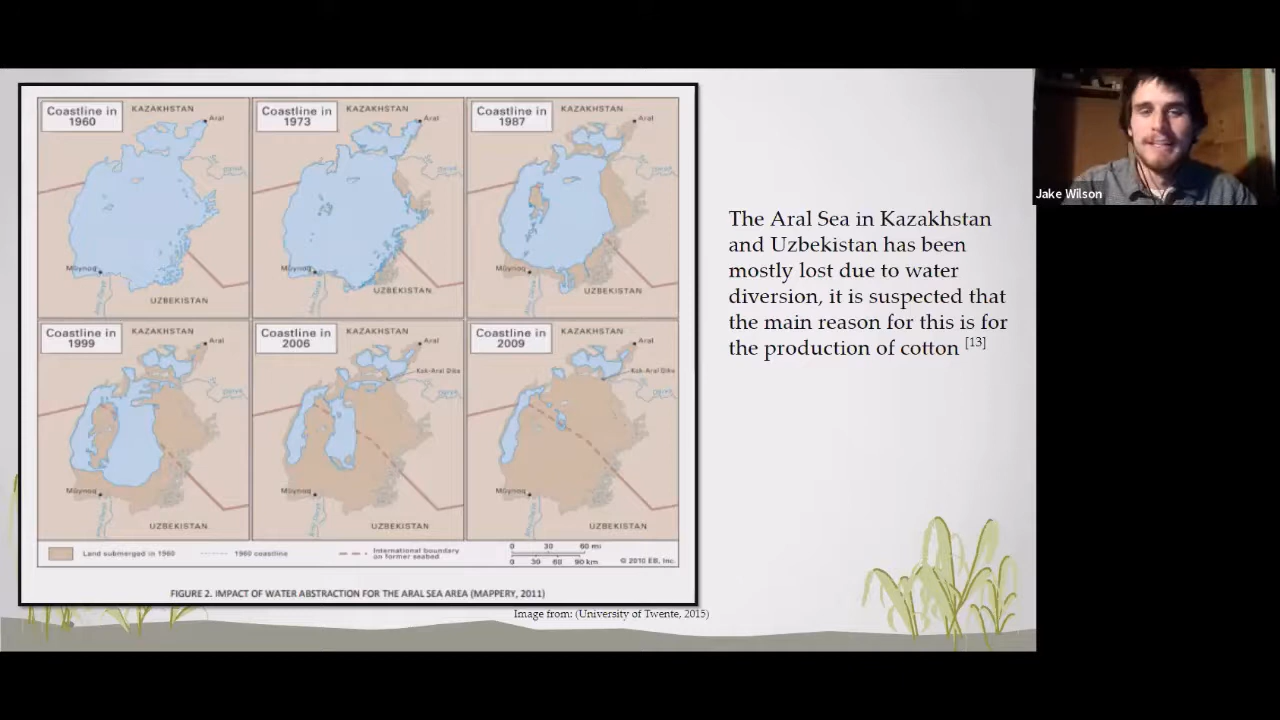 Coastline in
1960
KAZAKHSTAN
Aral
Mŭynoq
UZBEKISTAN
Coastline in
1973
KAZAKHSTAN
Aral
Mŭynoq
UZBEKISTAN
Coastline in
1987
KAZAKHSTAN
Aral
Mŭynoq
UZBEKISTAN
Coastline in
1999
KAZAKHSTAN
Aral
Mŭynoq
UZBEKISTAN
Coastline in
2006
KAZAKHSTAN
Aral
Kok-Aral Dike
Mŭynoq
UZBEKISTAN
Coastline in
2009
KAZAKHSTAN
Aral
Kok-Aral Dike
Mŭynoq
UZBEKISTAN
Land submerged in 1960
1960 coastline
International boundary
on former seabed
0 30 60 mi
0 30 60 90 km
© 2010 EB, Inc.
FIGURE 2. IMPACT OF WATER ABSTRACTION FOR THE ARAL SEA AREA (MAPPERY, 2011)
Image from: (University of Twente, 2015)
The Aral Sea in Kazakhstan
and Uzbekistan has been
mostly lost due to water
diversion, it is suspected that
the main reason for this is for
the production of cotton [13]
Jake Wilson